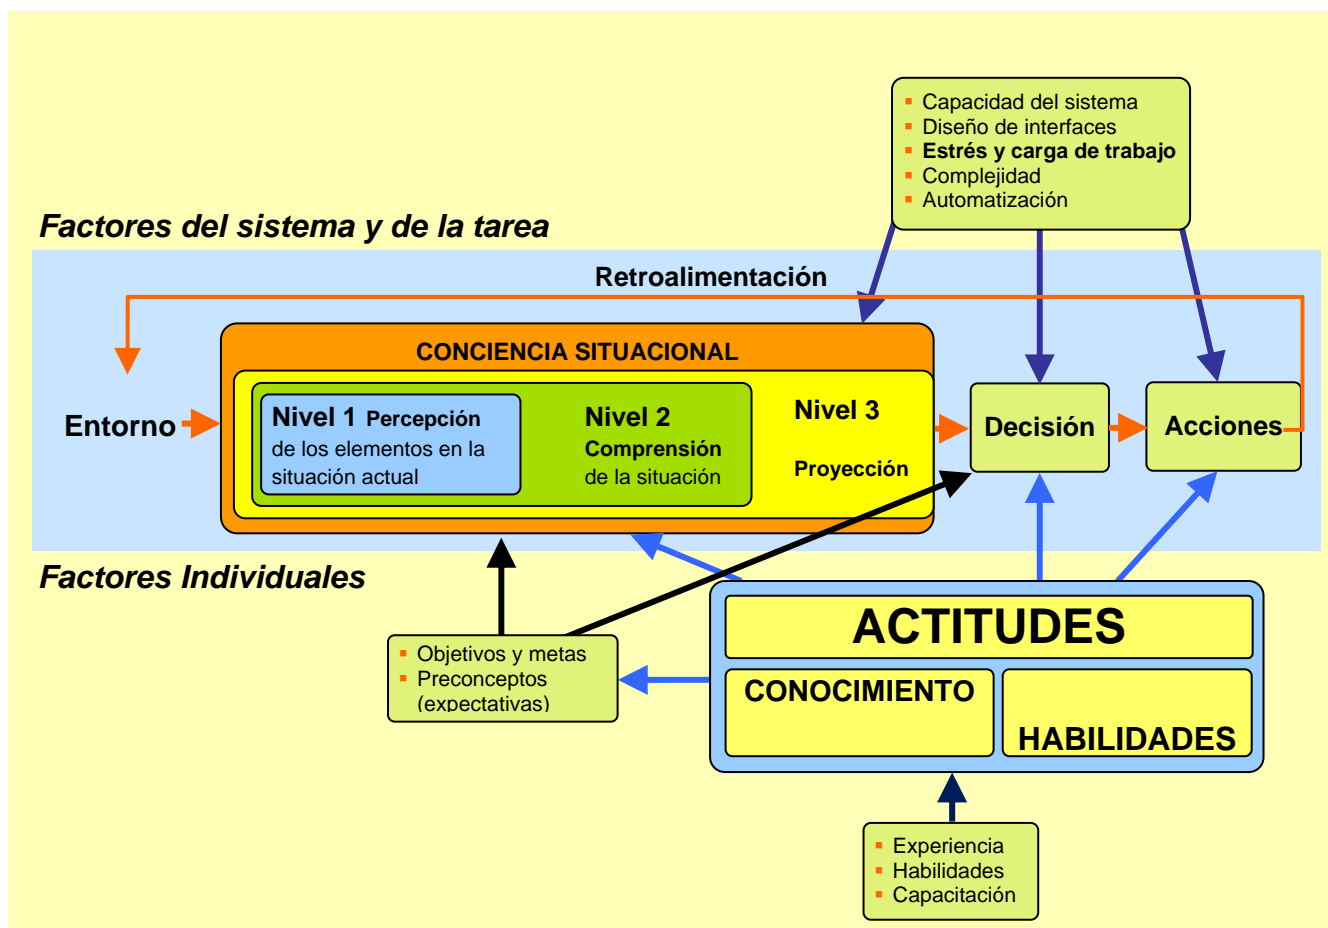 Capacidad del sistema
Diseño de interfaces
Estrés y carga de trabajo
Complejidad
Automatización
Factores del sistema y de la tarea
Retroalimentación
CONCIENCIA SITUACIONAL
Entorno
Nivel 1 Percepción
de los elementos en la
situación actual
Nivel 2
Comprensión
de la situación
Nivel 3
Proyección
Decisión
Acciones
Factores Individuales
Objetivos y metas
Preconceptos
(expectativas)
ACTITUDES
CONOCIMIENTO
HABILIDADES
Experiencia
Habilidades
Capacitación